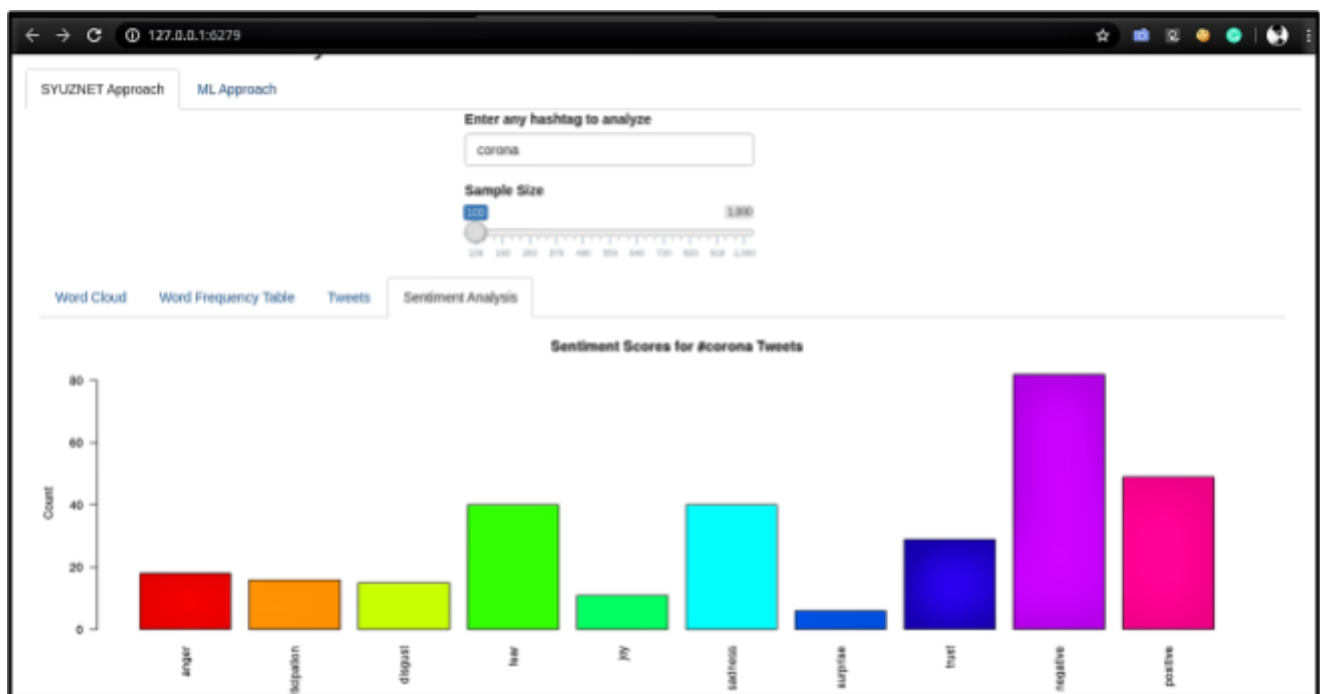 127.0.0.1:6279
SYUZNET Approach ML Approach
Enter any hashtag to analyze
corona
Sample Size
100 1,000
Word Cloud Word Frequency Table Tweets Sentiment Analysis
Sentiment Scores for #corona Tweets
80
60
40
20
0
Count
anger
ticipation
disgust
fear
joy
sadness
surprise
trust
negative
positive